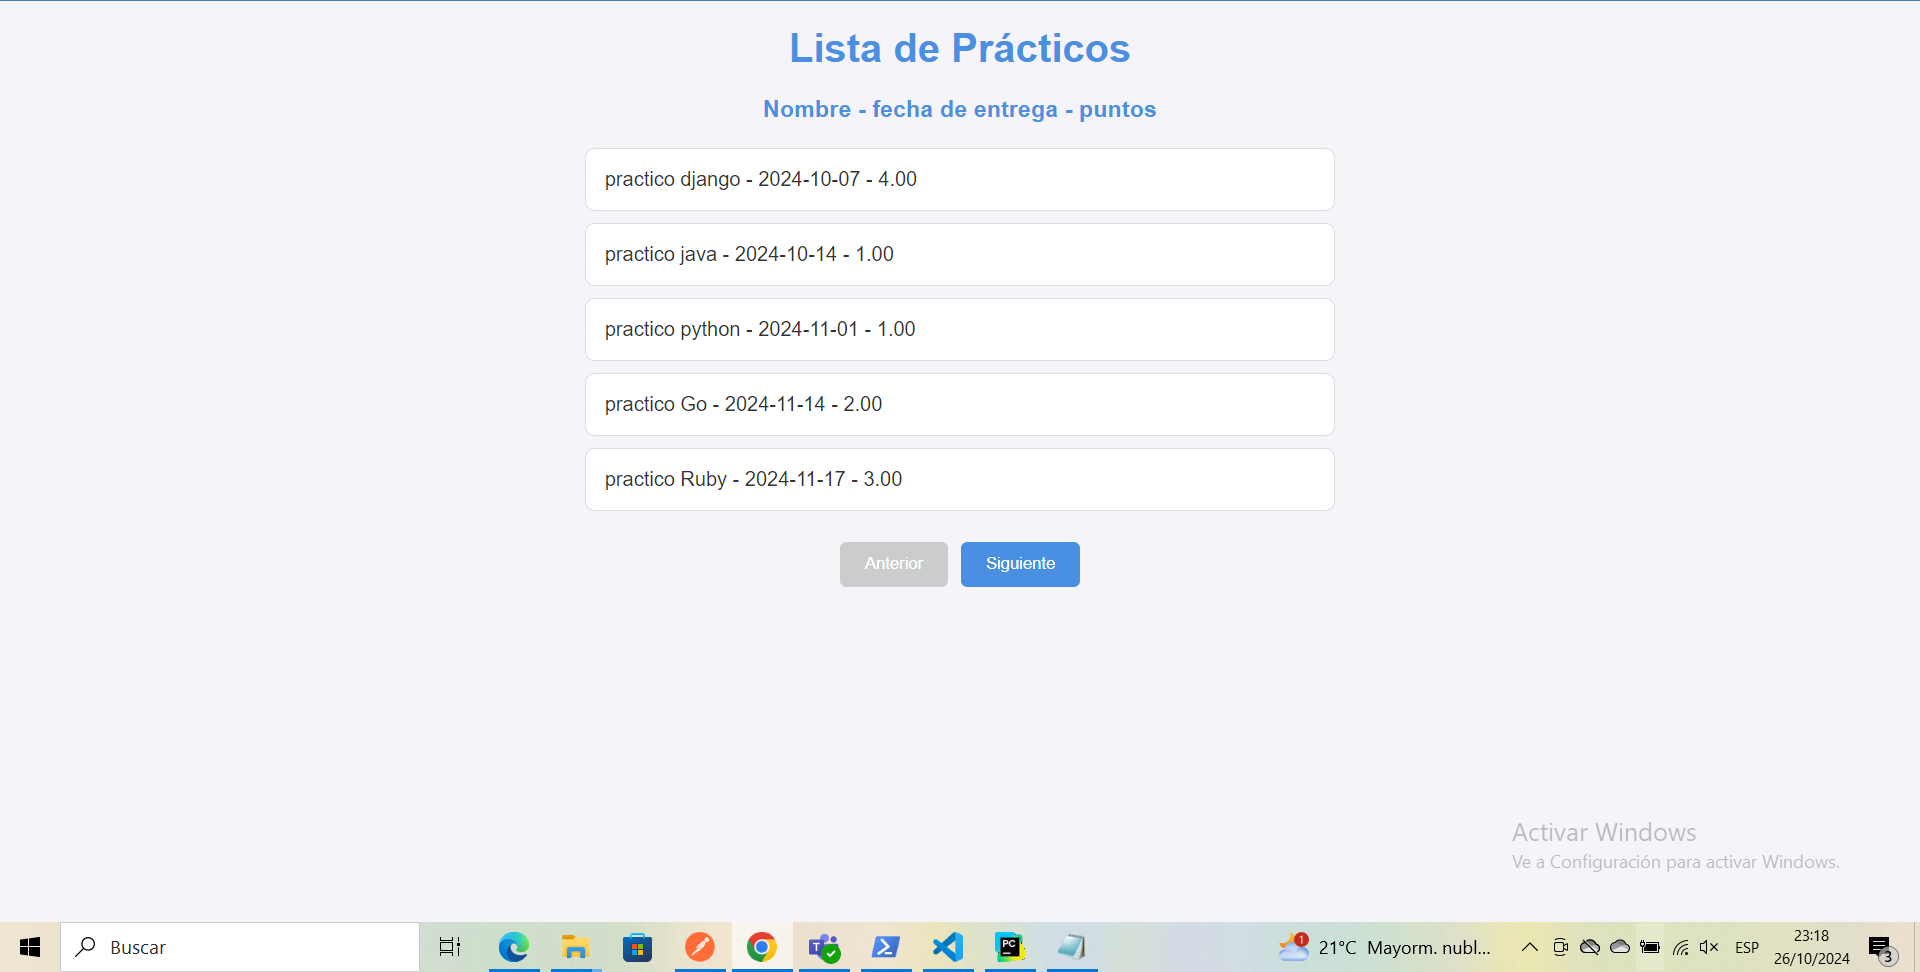 Lista de Prácticos
Nombre - fecha de entrega - puntos
practico django - 2024-10-07 - 4.00
practico java - 2024-10-14 - 1.00
practico python - 2024-11-01 - 1.00
practico Go - 2024-11-14 - 2.00
practico Ruby - 2024-11-17 - 3.00
Anterior Siguiente
Activar Windows
Ve a Configuración para activar Windows.
Buscar
T
PC
1
21°C Mayorm. nubl...
ESP
23:18
26/10/2024
3